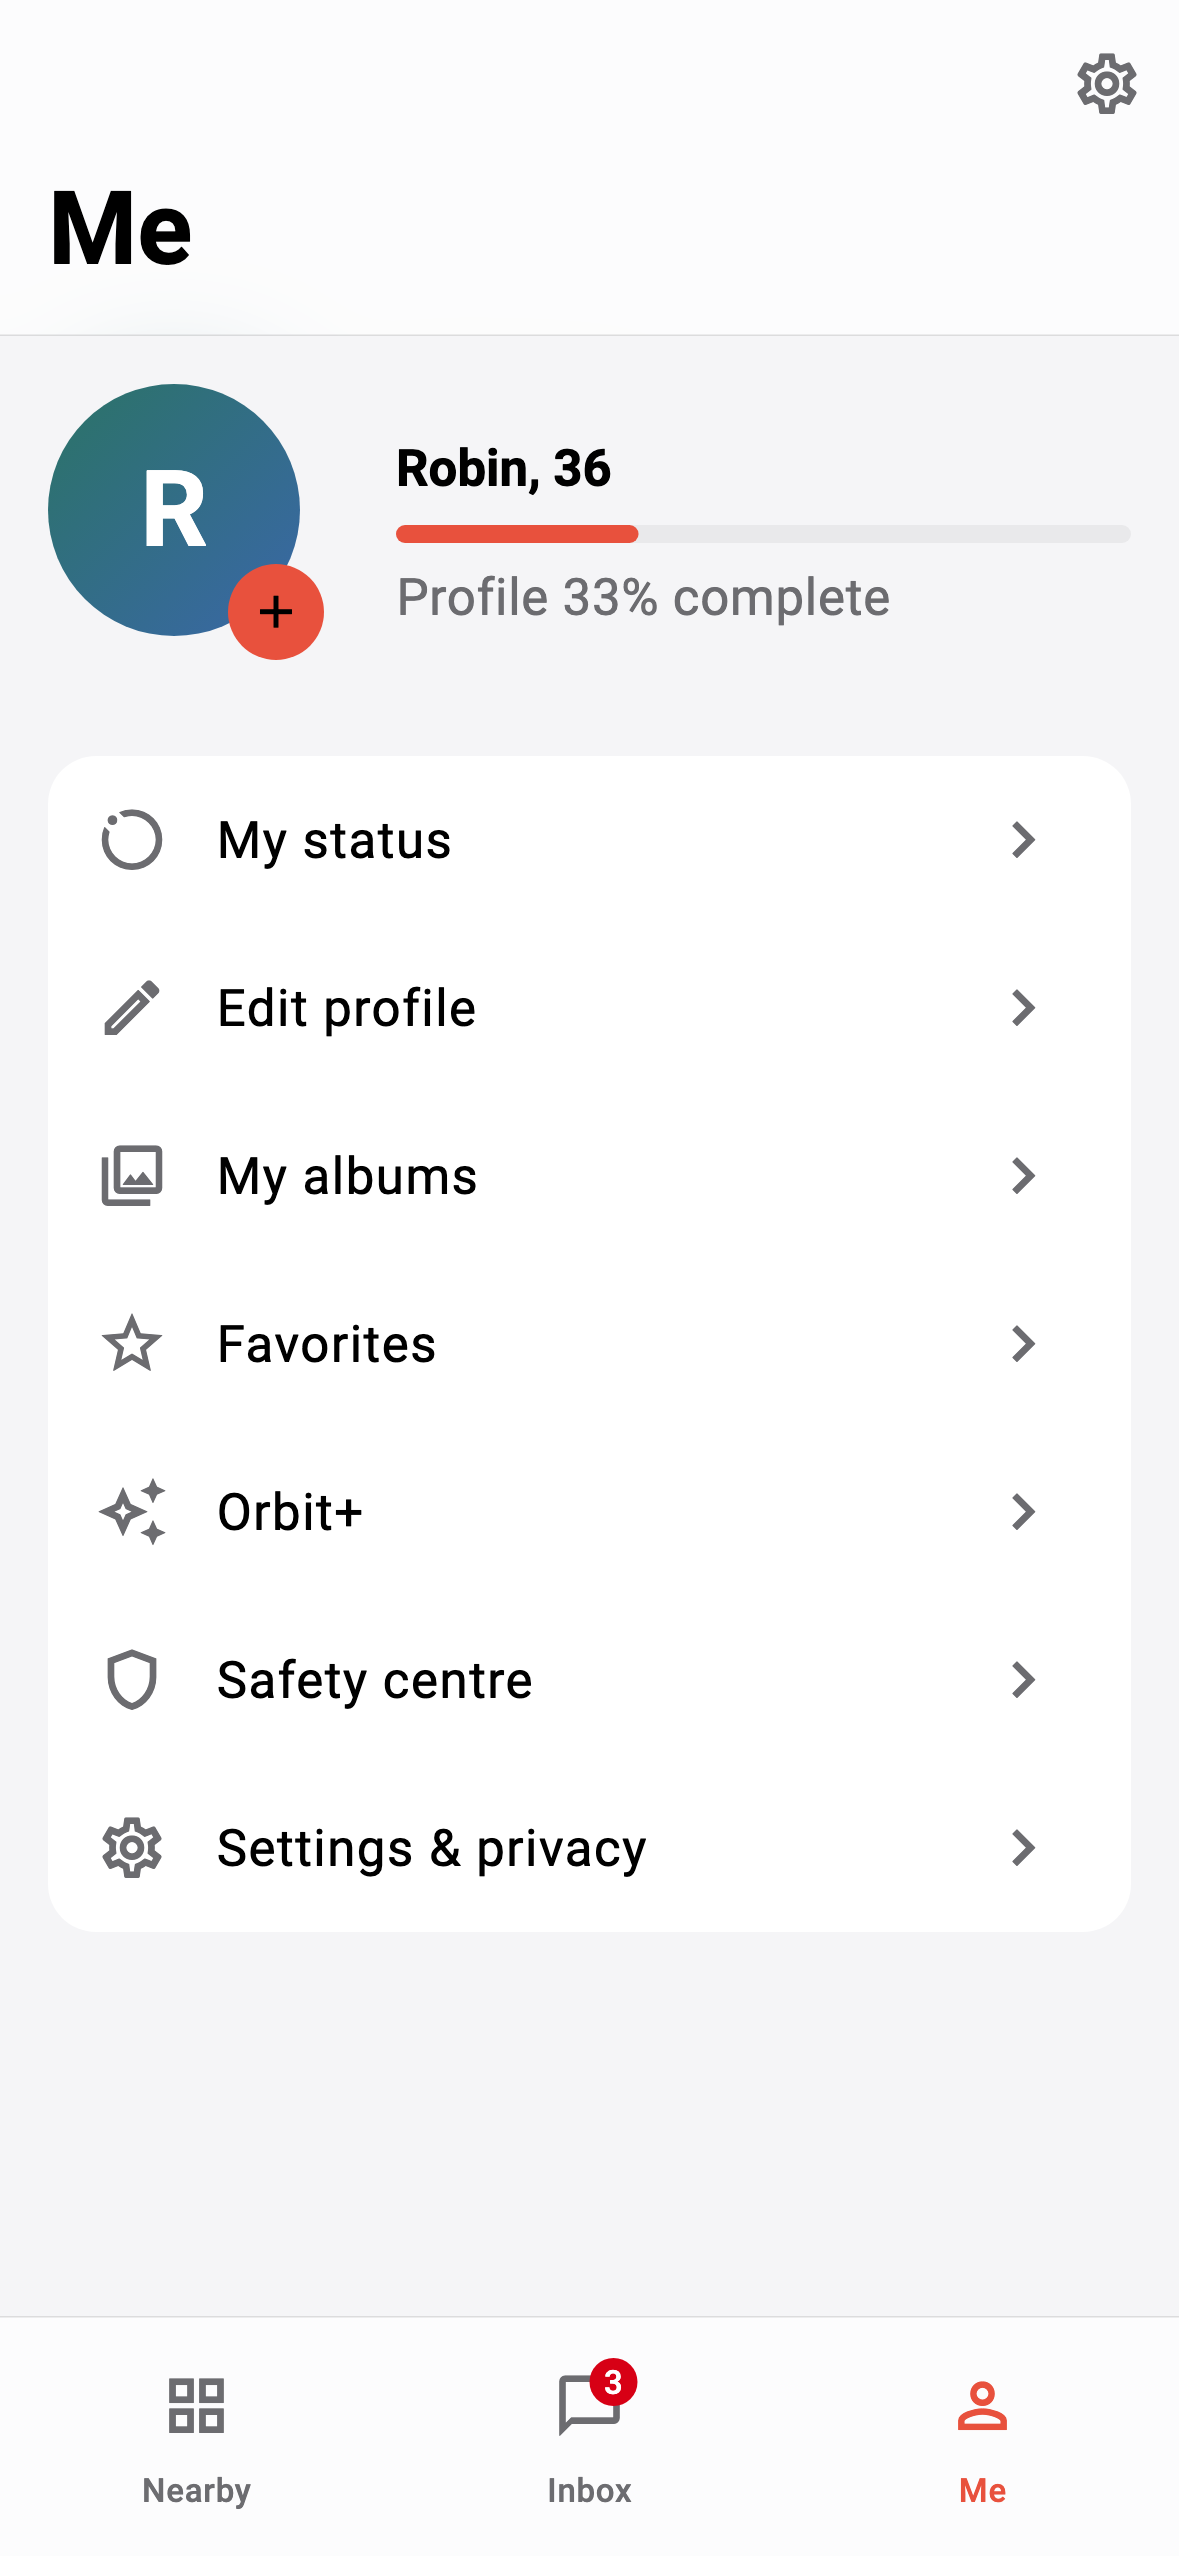 Me
R
Robin, 36
Profile 33% complete
My status
Edit profile
My albums
Favorites
Orbit+
Safety centre
Settings & privacy
3
Nearby
Inbox
Me